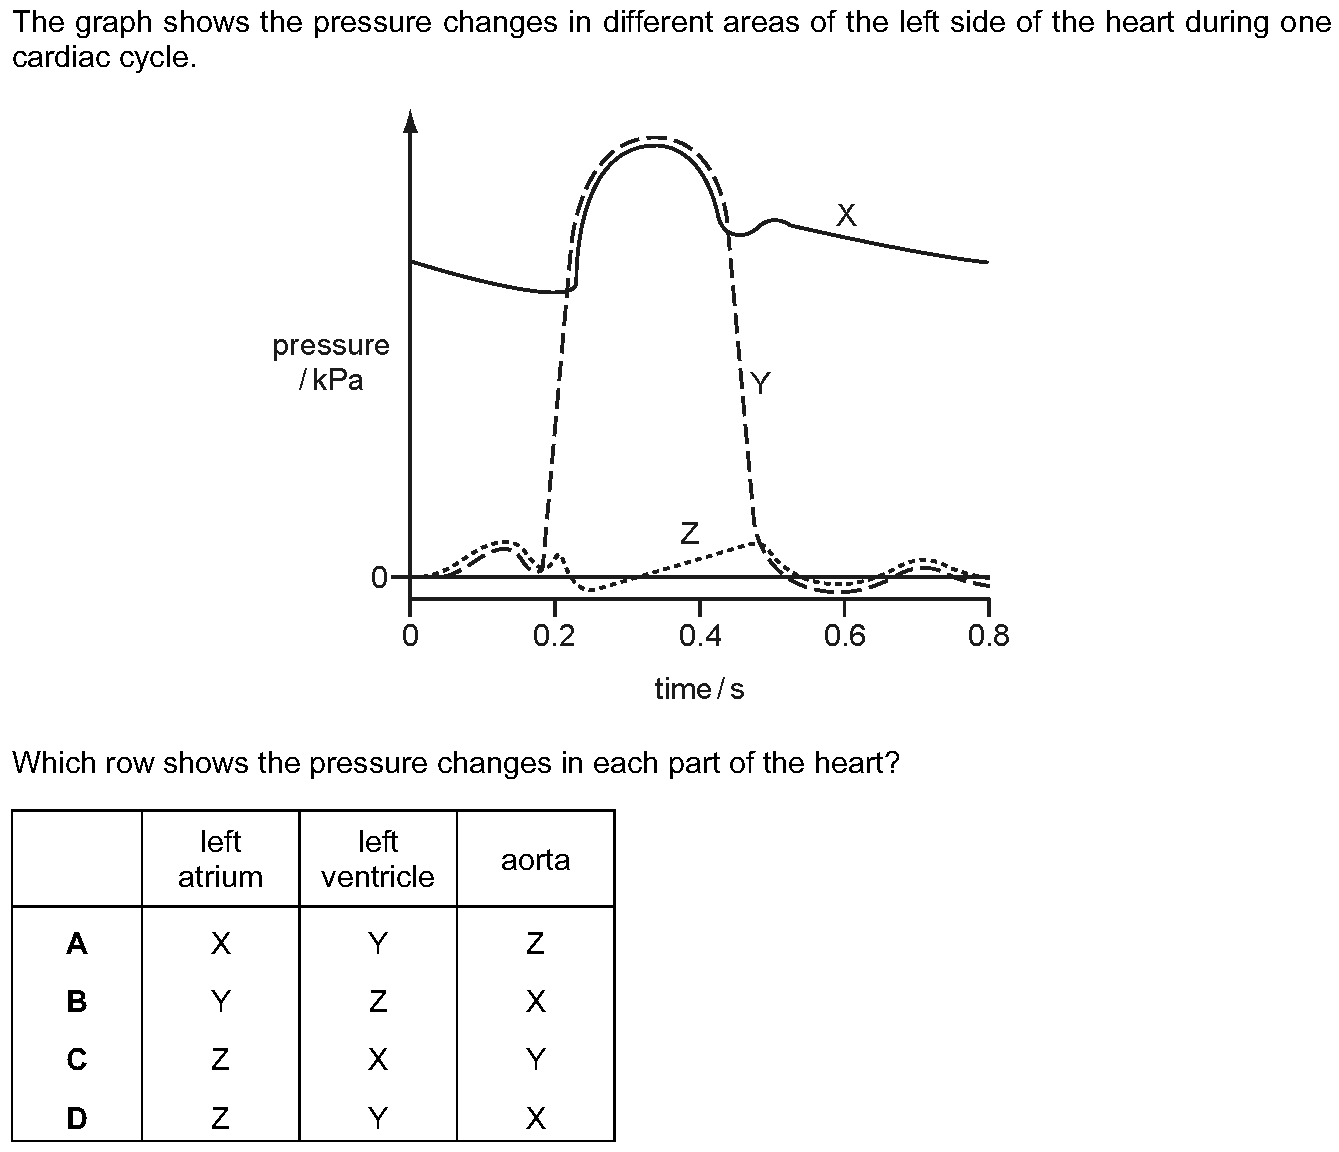 The graph shows the pressure changes in different areas of the left side of the heart during one
cardiac cycle.
X
pressure
/ kPa
Y
Z
0
0 0.2 0.4 0.6 0.8
time / s
Which row shows the pressure changes in each part of the heart?
left atrium left ventricle aorta
A X Y Z
B Y Z X
C Z X Y
D Z Y X